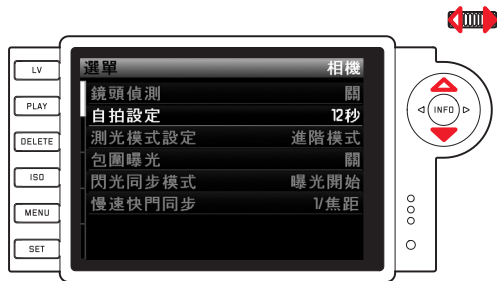 LV
PLAY
DELETE
ISO
MENU
SET
選單 相機
鏡頭偵測 關
自拍設定 12秒
測光模式設定 進階模式
包圍曝光 關
閃光同步模式 曝光開始
慢速快門同步 1/焦距
INFO